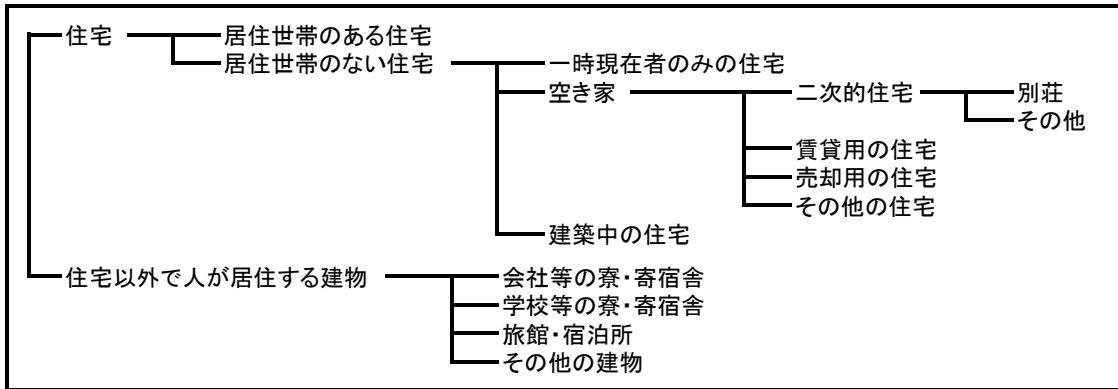 住宅 居住世帯のある住宅
居住世帯のない住宅 一時現在者のみの住宅
空き家 二次的住宅 別荘
その他
賃貸用の住宅
売却用の住宅
その他の住宅
建築中の住宅
住宅以外で人が居住する建物 会社等の寮・寄宿舎
学校等の寮・寄宿舎
旅館・宿泊所
その他の建物